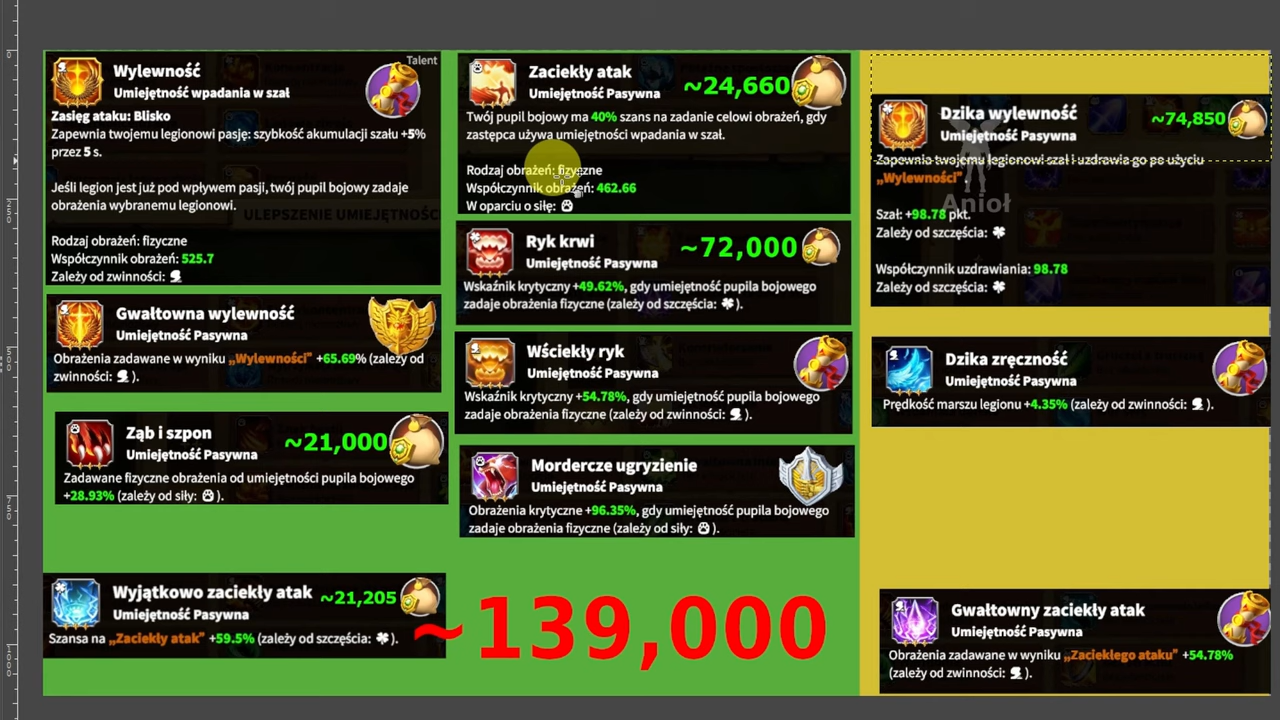 Talent
Wylewność
Umiejętność wpadania w szał
Zasięg ataku: Blisko
Zapewnia twojemu legionowi pasję: szybkość akumulacji szału +5%
przez 5 s.
Jeśli legion jest już pod wpływem pasji, twój pupil bojowy zadaje
obrażenia wybranemu legionowi.
ULEPSZENIE UMIEJĘTNOŚCI
Rodzaj obrażeń: fizyczne
Współczynnik obrażeń: 525.7
Zależy od zwinności:
Gwałtowna wylewność
Umiejętność Pasywna
Obrażenia zadawane w wyniku „Wylewności” +65.69% (zależy od
zwinności: ).
Ząb i szpon
Umiejętność Pasywna
~21,000
Zadawane fizyczne obrażenia od umiejętności pupila bojowego
+28.93% (zależy od siły: ).
Wyjątkowo zaciekły atak
Umiejętność Pasywna
~21,205
Szansa na „Zaciekły atak” +59.5% (zależy od szczęścia: ).
Zaciekły atak
Umiejętność Pasywna
~24,660
Twój pupil bojowy ma 40% szans na zadanie celowi obrażeń, gdy
zastępca używa umiejętności wpadania w szał.
Rodzaj obrażeń: fizyczne
Współczynnik obrażeń: 462.66
W oparciu o siłę:
Ryk krwi
Umiejętność Pasywna
~72,000
Wskaźnik krytyczny +49.62%, gdy umiejętność pupila bojowego
zadaje obrażenia fizyczne (zależy od szczęścia: ).
Wściekły ryk
Umiejętność Pasywna
Wskaźnik krytyczny +54.78%, gdy umiejętność pupila bojowego
zadaje obrażenia fizyczne (zależy od zwinności: ).
Mordercze ugryzienie
Umiejętność Pasywna
Obrażenia krytyczne +96.35%, gdy umiejętność pupila bojowego
zadaje obrażenia fizyczne (zależy od siły: ).
~139,000
Dzika wylewność
Umiejętność Pasywna
~74,850
Zapewnia twojemu legionowi szał i uzdrawia go po użyciu
„Wylewności”.
Anioł
Szał: +98.78 pkt.
Zależy od szczęścia:
Współczynnik uzdrawiania: 98.78
Zależy od szczęścia:
Dzika zręczność
Umiejętność Pasywna
Prędkość marszu legionu +4.35% (zależy od zwinności: ).
Gwałtowny zaciekły atak
Umiejętność Pasywna
Obrażenia zadawane w wyniku „Zaciekłego ataku” +54.78%
(zależy od zwinności: ).